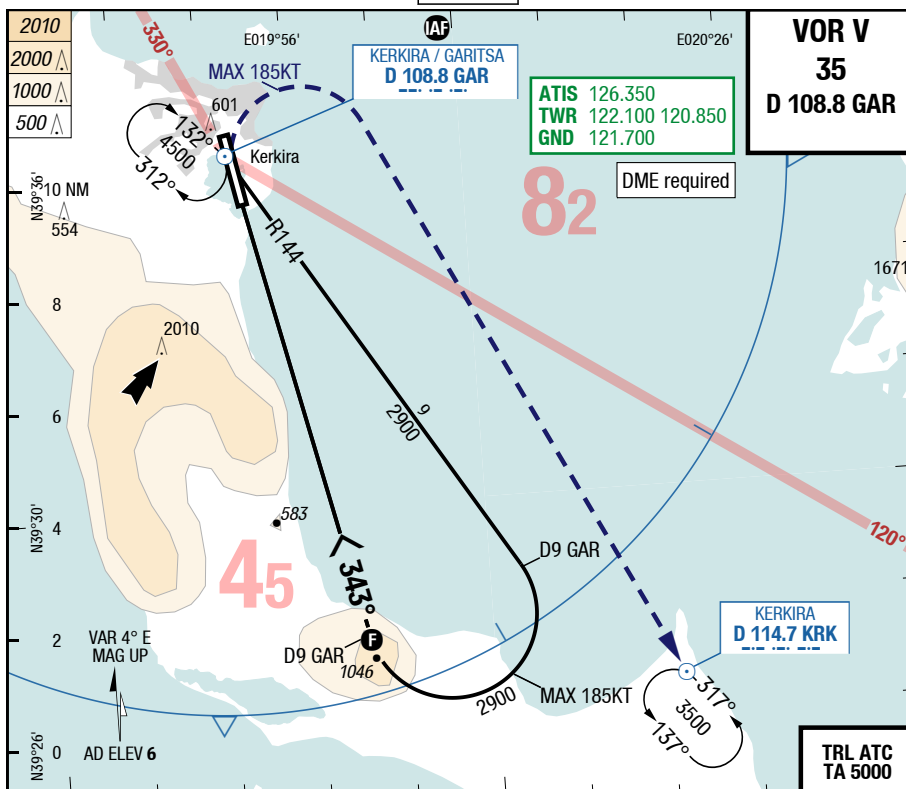 2010
2000
1000
500
330°
E019°56'
IAF
E020°26'
MAX 185KT
KERKIRA / GARITSA
D 108.8 GAR
ATIS 126.350
TWR 122.100 120.850
GND 121.700
VOR V
35
D 108.8 GAR
601
132°
4500
312°
Kerkira
DME required
82
N39°36'
10 NM
554
R144
1671
8
2010
6
9
2900
583
N39°30'
4
45
343°
D9 GAR
120°
2
VAR 4° E
MAG UP
D9 GAR
F
1046
KERKIRA
D 114.7 KRK
2900
MAX 185KT
317°
3500
137°
N39°26'
0
AD ELEV 6
TRL ATC
TA 5000